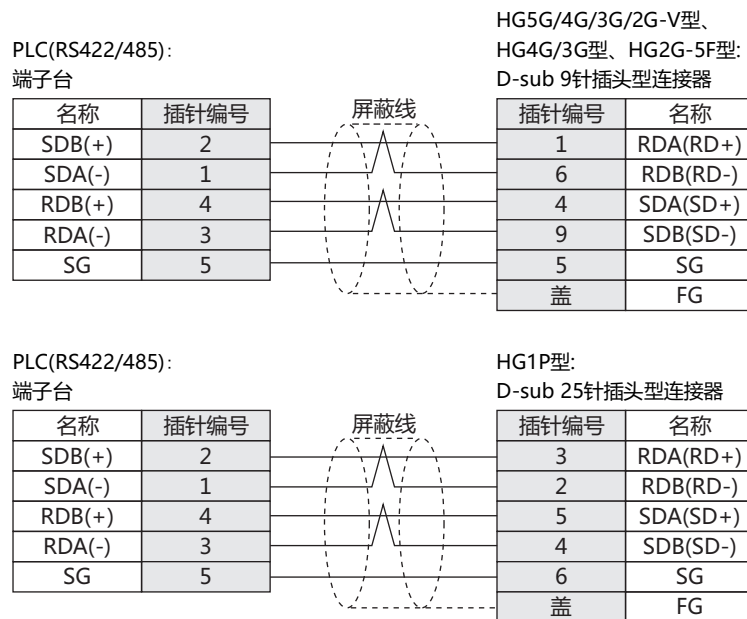 PLC(RS422/485):
端子台
HG5G/4G/3G/2G-V型、
HG4G/3G型、HG2G-5F型:
D-sub 9针插头型连接器
名称 插针编号 屏蔽线 插针编号 名称
SDB(+) 2 1 RDA(RD+)
SDA(-) 1 6 RDB(RD-)
RDB(+) 4 4 SDA(SD+)
RDA(-) 3 9 SDB(SD-)
SG 5 5 SG
盖 FG
PLC(RS422/485):
端子台
HG1P型:
D-sub 25针插头型连接器
名称 插针编号 屏蔽线 插针编号 名称
SDB(+) 2 3 RDA(RD+)
SDA(-) 1 2 RDB(RD-)
RDB(+) 4 5 SDA(SD+)
RDA(-) 3 4 SDB(SD-)
SG 5 6 SG
盖 FG